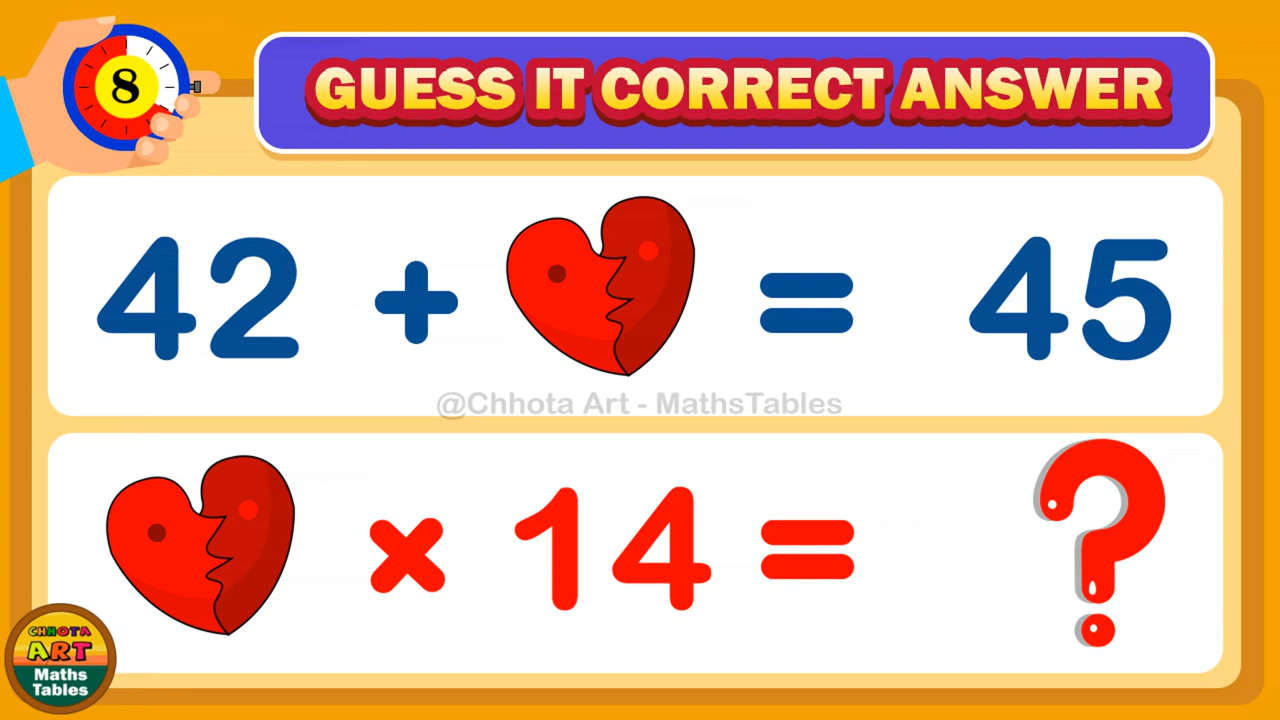 8
GUESS IT CORRECT ANSWER
42 + = 45
@Chhota Art - MathsTables
× 14 = ?
CHHOTA
ART
Maths
Tables